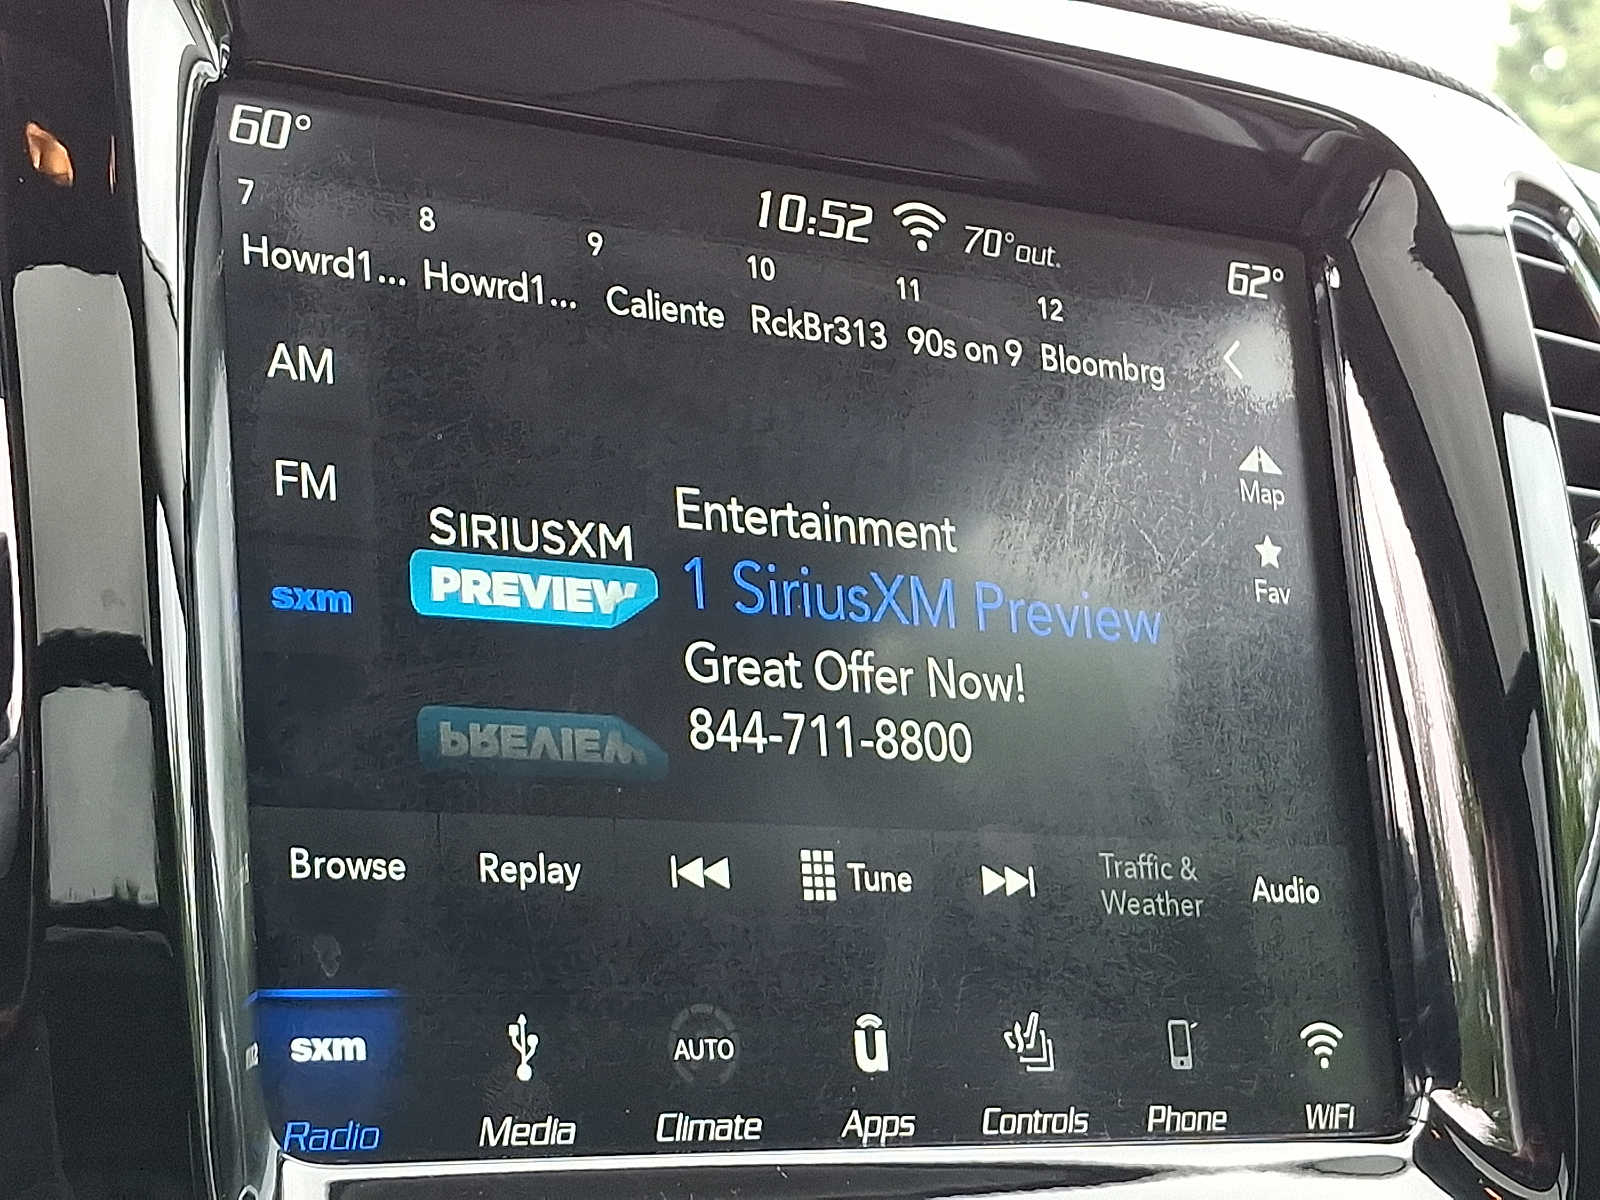 60°
10:52 70°out.
62°
7 8 9 10 11 12
Howrd1... Howrd1... Caliente RckBr313 90s on 9 Bloombrg
AM
FM
sxm
SIRIUSXM
PREVIEW
PREVIEW
Entertainment
1 SiriusXM Preview
Great Offer Now!
844-711-8800
Map
Fav
Browse Replay Tune Traffic & Weather Audio
sxm AUTO u
Radio Media Climate Apps Controls Phone WiFi